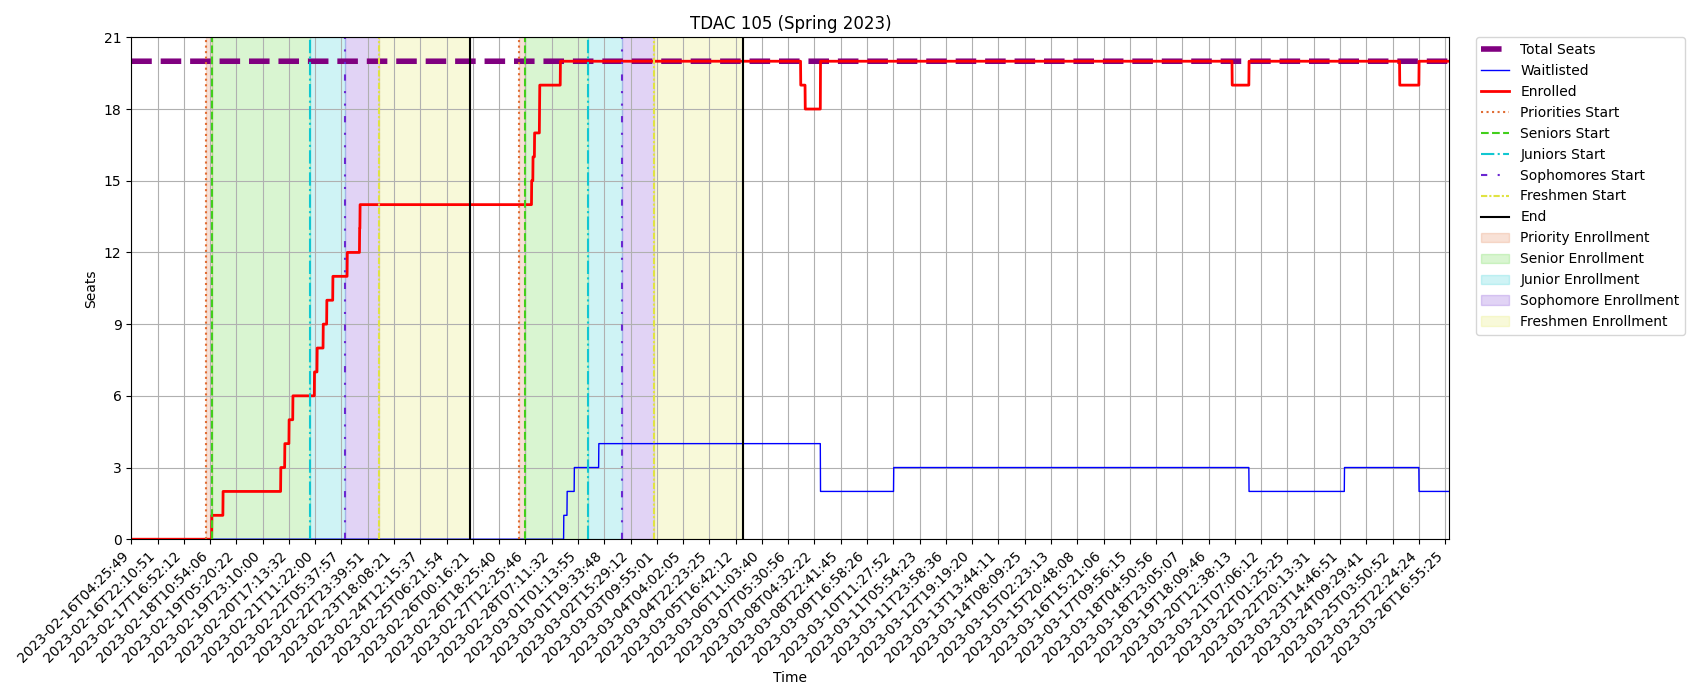 TDAC 105 (Spring 2023)
21
18
15
12
9
6
3
0
Seats
2023-02-16T04:25:49
2023-02-16T22:10:51
2023-02-17T16:52:12
2023-02-18T10:54:06
2023-02-19T05:20:22
2023-02-19T23:10:00
2023-02-20T17:13:32
2023-02-21T11:22:00
2023-02-22T05:37:57
2023-02-22T23:39:51
2023-02-23T18:08:21
2023-02-24T12:15:37
2023-02-25T06:21:54
2023-02-26T00:16:21
2023-02-26T18:25:40
2023-02-27T12:25:46
2023-02-28T07:11:32
2023-03-01T01:13:55
2023-03-01T19:33:48
2023-03-02T15:29:12
2023-03-03T09:55:01
2023-03-04T04:02:05
2023-03-04T22:23:25
2023-03-05T16:42:12
2023-03-06T11:03:40
2023-03-07T05:30:56
2023-03-08T04:32:22
2023-03-08T22:41:45
2023-03-09T16:58:26
2023-03-10T11:27:52
2023-03-11T05:54:23
2023-03-11T23:58:36
2023-03-12T19:19:20
2023-03-13T13:44:11
2023-03-14T08:09:25
2023-03-15T02:23:13
2023-03-15T20:48:08
2023-03-16T15:21:06
2023-03-17T09:56:15
2023-03-18T04:50:56
2023-03-18T23:05:07
2023-03-19T18:09:46
2023-03-20T12:38:13
2023-03-21T07:06:12
2023-03-22T01:25:25
2023-03-22T20:13:31
2023-03-23T14:46:51
2023-03-24T09:29:41
2023-03-25T03:50:52
2023-03-25T22:24:24
2023-03-26T16:55:25
Time
Total Seats
Waitlisted
Enrolled
Priorities Start
Seniors Start
Juniors Start
Sophomores Start
Freshmen Start
End
Priority Enrollment
Senior Enrollment
Junior Enrollment
Sophomore Enrollment
Freshmen Enrollment